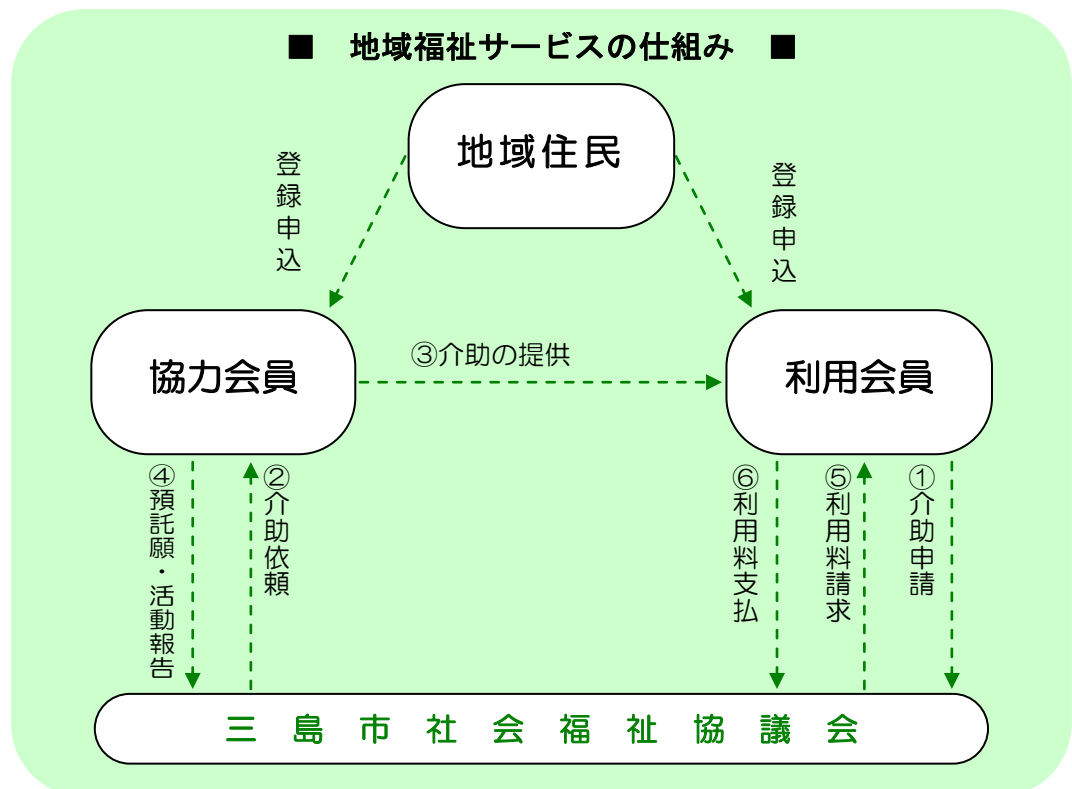 ■ 地域福祉サービスの仕組み ■
地域住民
登録申込
登録申込
協力会員
③介助の提供
利用会員
④預託願・活動報告
②介助依頼
⑥利用料支払
⑤利用料請求
①介助申請
三島市社会福祉協議会